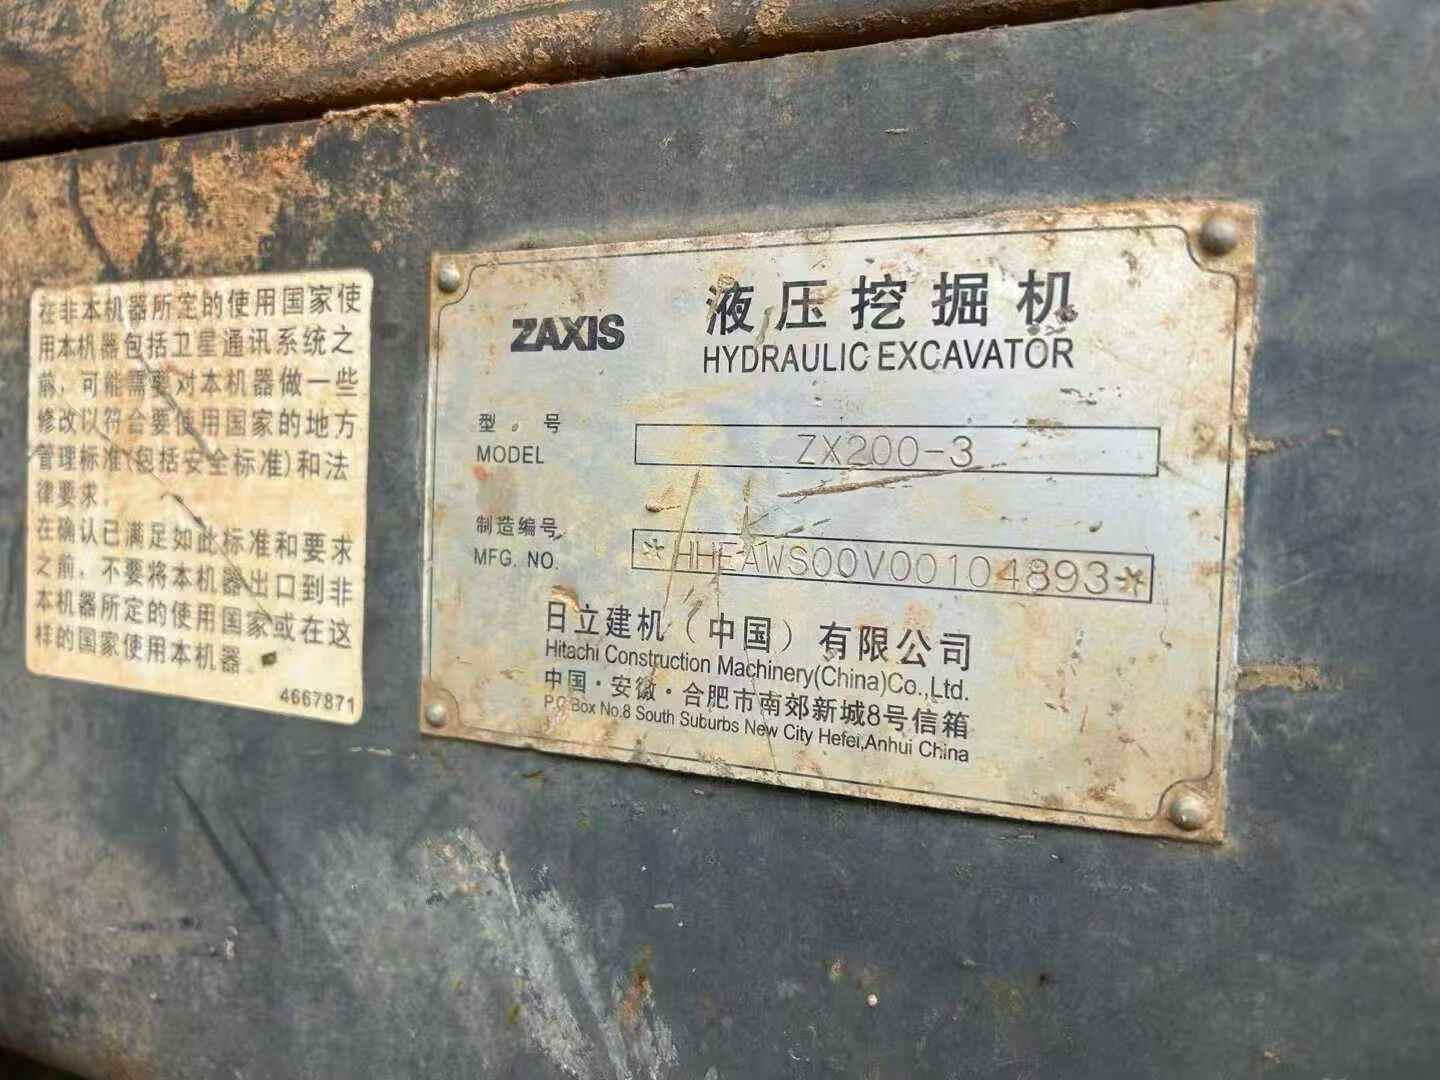 在非本机器所定的使用国家使
用本机器包括卫星通讯系统之
前，可能需要对本机器做一些
修改以符合要使用国家的地方
管理标准(包括安全标准)和法
律要求.
在确认已满足如此标准和要求
之前，不要将本机器出口到非
本机器所定的使用国家或在这
样的国家使用本机器.
4667871
ZAXIS
液压挖掘机
HYDRAULIC EXCAVATOR
型号
MODEL
ZX200-3
制造编号
MFG. NO.
*HHEAWS00V00104893*
日立建机（中国）有限公司
Hitachi Construction Machinery(China)Co.,Ltd.
中国·安徽·合肥市南郊新城8号信箱
P.O.Box No.8 South Suburbs New City Hefei,Anhui China